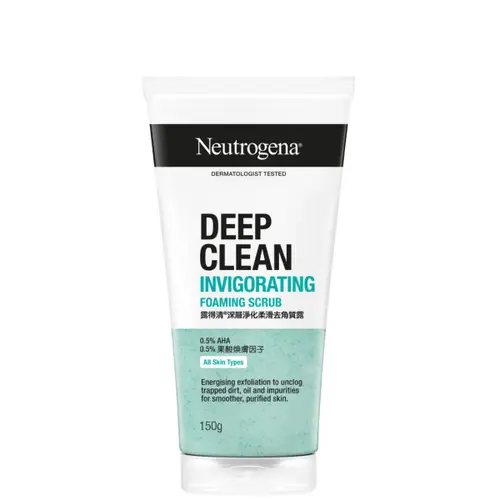 Neutrogena®
DERMATOLOGIST TESTED
DEEP
CLEAN
INVIGORATING
FOAMING SCRUB
露得清®深層淨化柔滑去角質露
0.5% AHA
0.5% 果酸煥膚因子
All Skin Types
Energising exfoliation to unclog
trapped dirt, oil and impurities
for smoother, purified skin.
150g